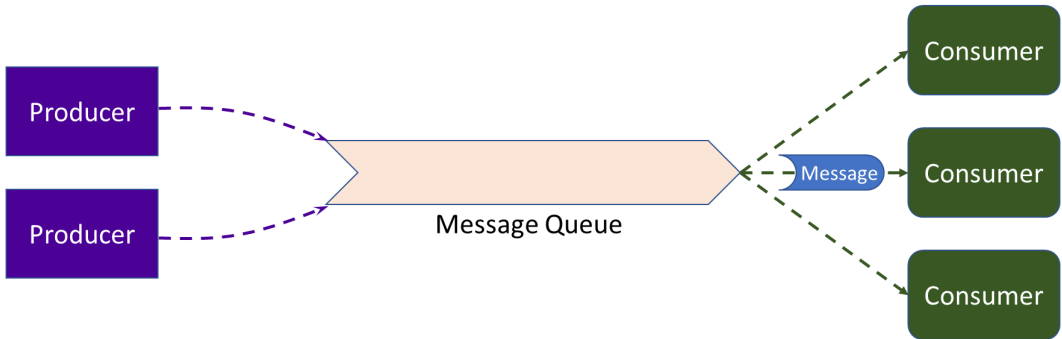 Producer
Producer
Message Queue
Message
Consumer
Consumer
Consumer